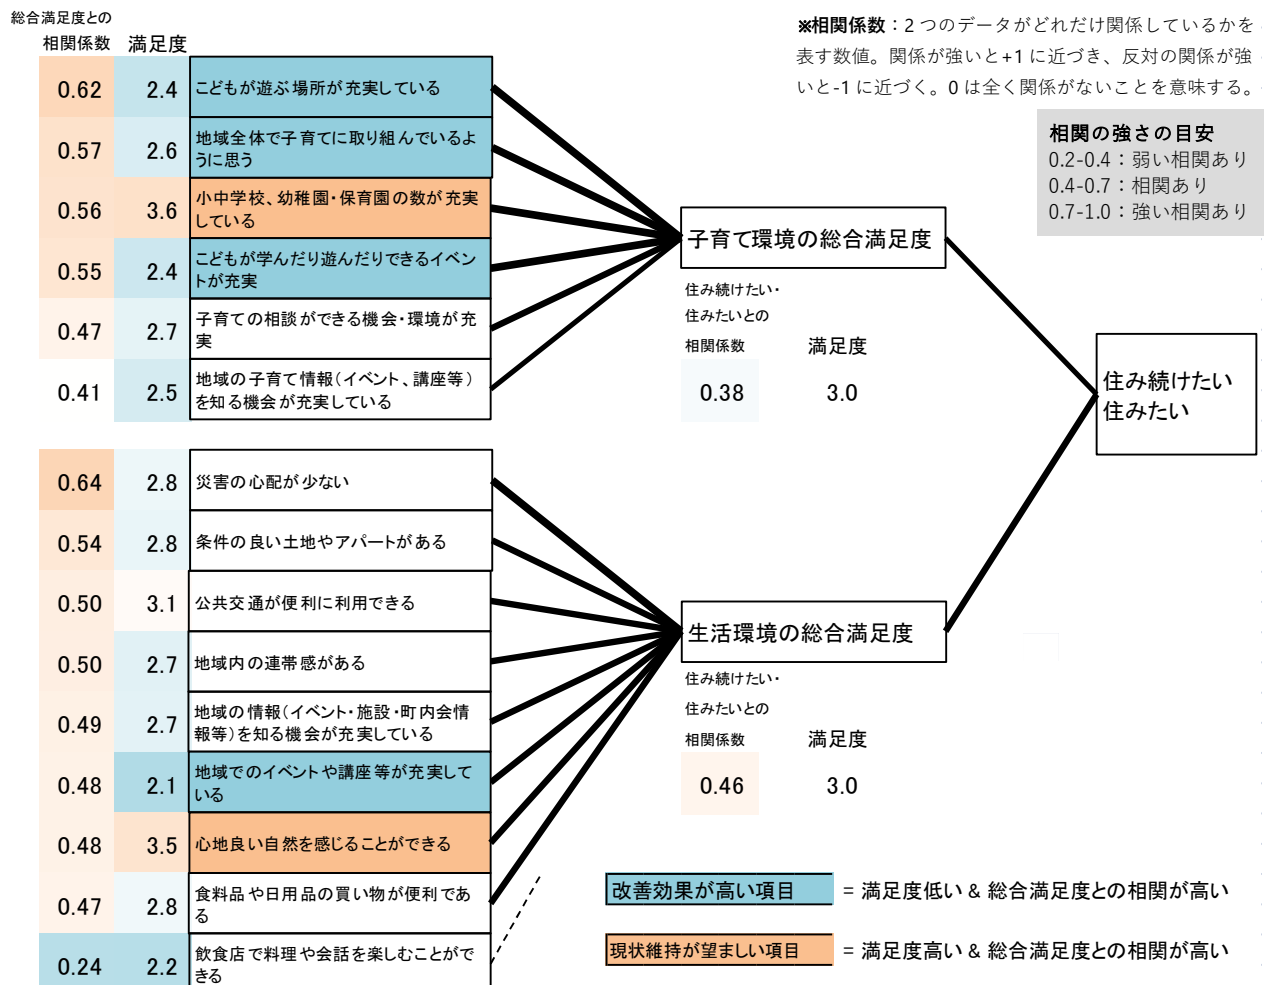 総合満足度との
相関係数 満足度
※相関係数：2 つのデータがどれだけ関係しているかを
表す数値。関係が強いと+1 に近づき、反対の関係が強
いと-1 に近づく。0 は全く関係がないことを意味する。
相関の強さの目安
0.2-0.4：弱い相関あり
0.4-0.7：相関あり
0.7-1.0：強い相関あり
0.62 2.4 こどもが遊ぶ場所が充実している
0.57 2.6 地域全体で子育てに取り組んでいるよ
うに思う
0.56 3.6 小中学校、幼稚園・保育園の数が充実
している
0.55 2.4 こどもが学んだり遊んだりできるイベン
トが充実
0.47 2.7 子育ての相談ができる機会・環境が充
実
0.41 2.5 地域の子育て情報（イベント、講座等）
を知る機会が充実している
子育て環境の総合満足度
住み続けたい・
住みたいとの
相関係数 満足度
0.38 3.0
住み続けたい
住みたい
0.64 2.8 災害の心配が少ない
0.54 2.8 条件の良い土地やアパートがある
0.50 3.1 公共交通が便利に利用できる
0.50 2.7 地域内の連帯感がある
0.49 2.7 地域の情報（イベント・施設・町内会情
報等）を知る機会が充実している
0.48 2.1 地域でのイベントや講座等が充実して
いる
0.48 3.5 心地良い自然を感じることができる
0.47 2.8 食料品や日用品の買い物が便利であ
る
0.24 2.2 飲食店で料理や会話を楽しむことがで
きる
生活環境の総合満足度
住み続けたい・
住みたいとの
相関係数 満足度
0.46 3.0
改善効果が高い項目 = 満足度低い & 総合満足度との相関が高い
現状維持が望ましい項目 = 満足度高い & 総合満足度との相関が高い